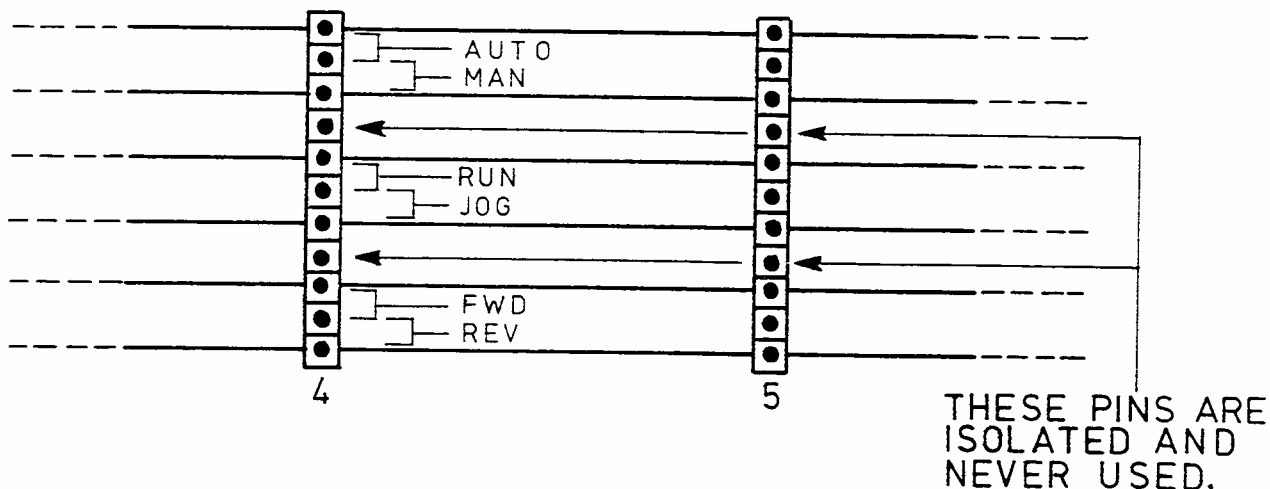 AUTO
MAN
RUN
JOG
FWD
REV
4
5
THESE PINS ARE
ISOLATED AND
NEVER USED.